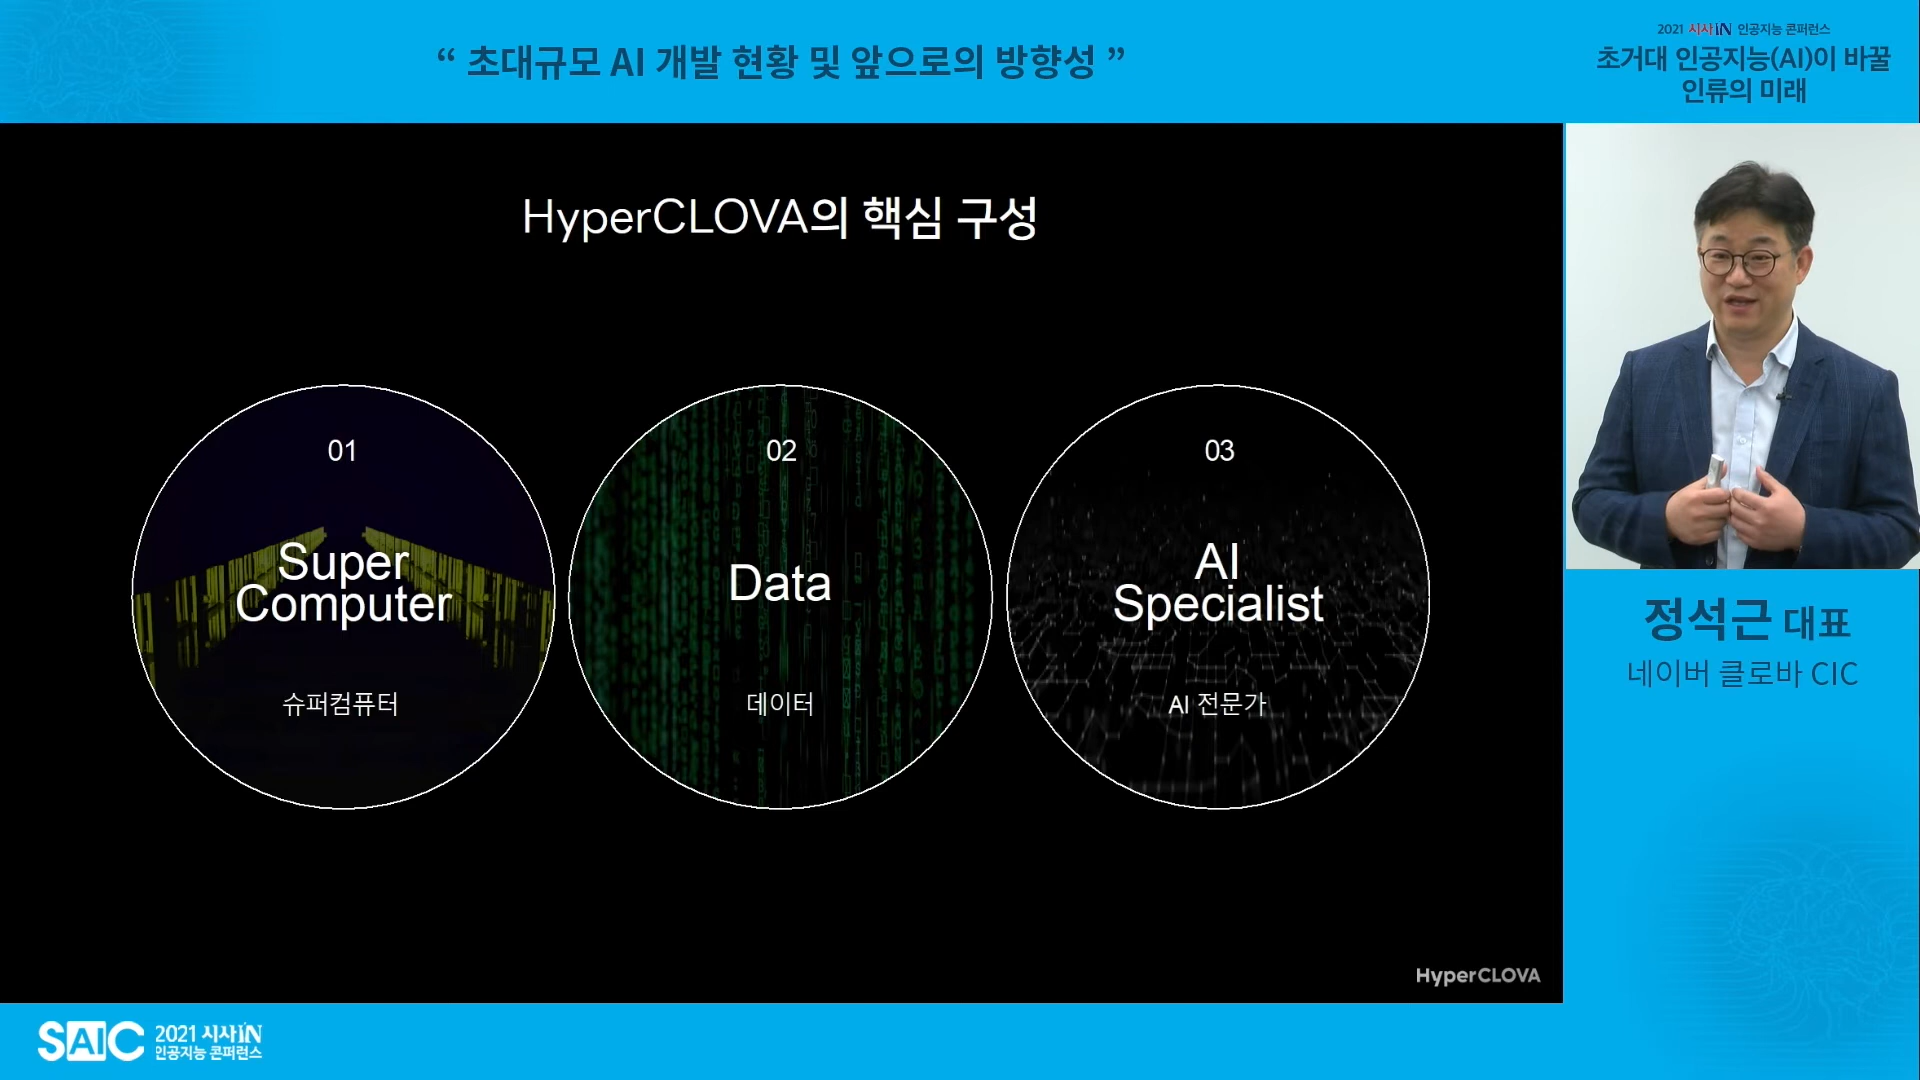 “ 초대규모 AI 개발 현황 및 앞으로의 방향성 ”
2021 시사IN 인공지능 콘퍼런스
초거대 인공지능(AI)이 바꿀
인류의 미래
HyperCLOVA의 핵심 구성
01
Super
Computer
슈퍼컴퓨터
02
Data
데이터
03
AI
Specialist
AI 전문가
HyperCLOVA
정석근 대표
네이버 클로바 CIC
SAIC
2021 시사IN
인공지능 콘퍼런스